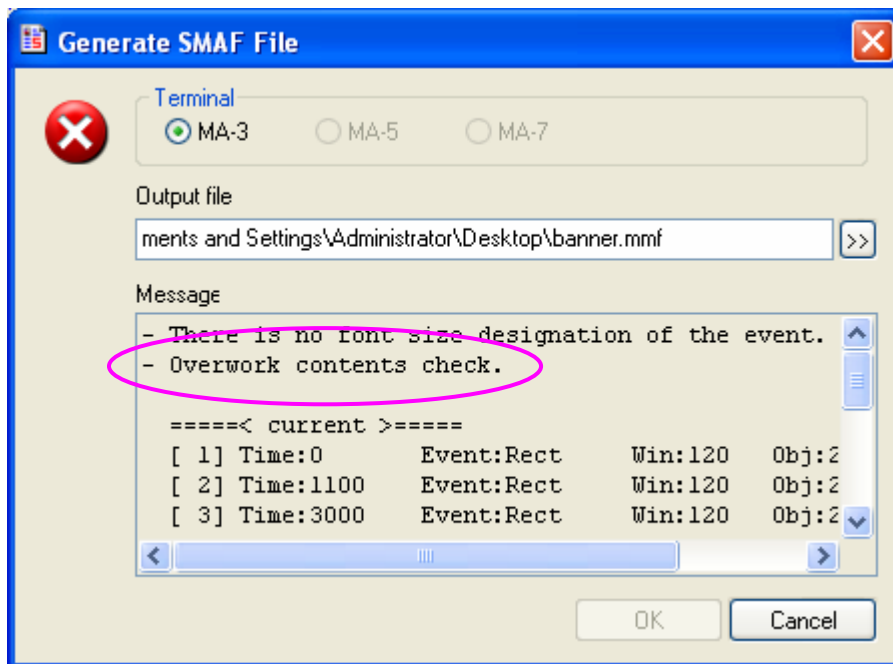 Generate SMAF File
Terminal
MA-3 MA-5 MA-7
Output file
ments and Settings\Administrator\Desktop\banner.mmf >>
Message
- There is no font size designation of the event.
- Overwork contents check.
=====< current >=====
[ 1] Time:0 Event:Rect Win:120 Obj:2
[ 2] Time:1100 Event:Rect Win:120 Obj:2
[ 3] Time:3000 Event:Rect Win:120 Obj:2
OK Cancel